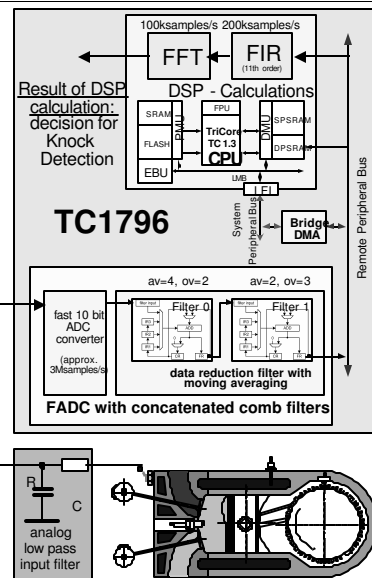 100ksamples/s 200ksamples/s
FFT
FIR
(11th order)
Result of DSP
calculation:
decision for
Knock
Detection
DSP - Calculations
SRAM
FLASH
PMU
EBU
FPU
TriCore
TC 1.3
CPU
DMU
SPSRAM
DPSRAM
LMB
LFI
TC1796
System
Peripheral Bus
Bridge
DMA
Remote Peripheral Bus
av=4, ov=2
av=2, ov=3
fast 10 bit
ADC
converter
(approx.
3Msamples/s)
Filter 0
Filter 1
data reduction filter with
moving averaging
FADC with concatenated comb filters
R
C
analog
low pass
input filter